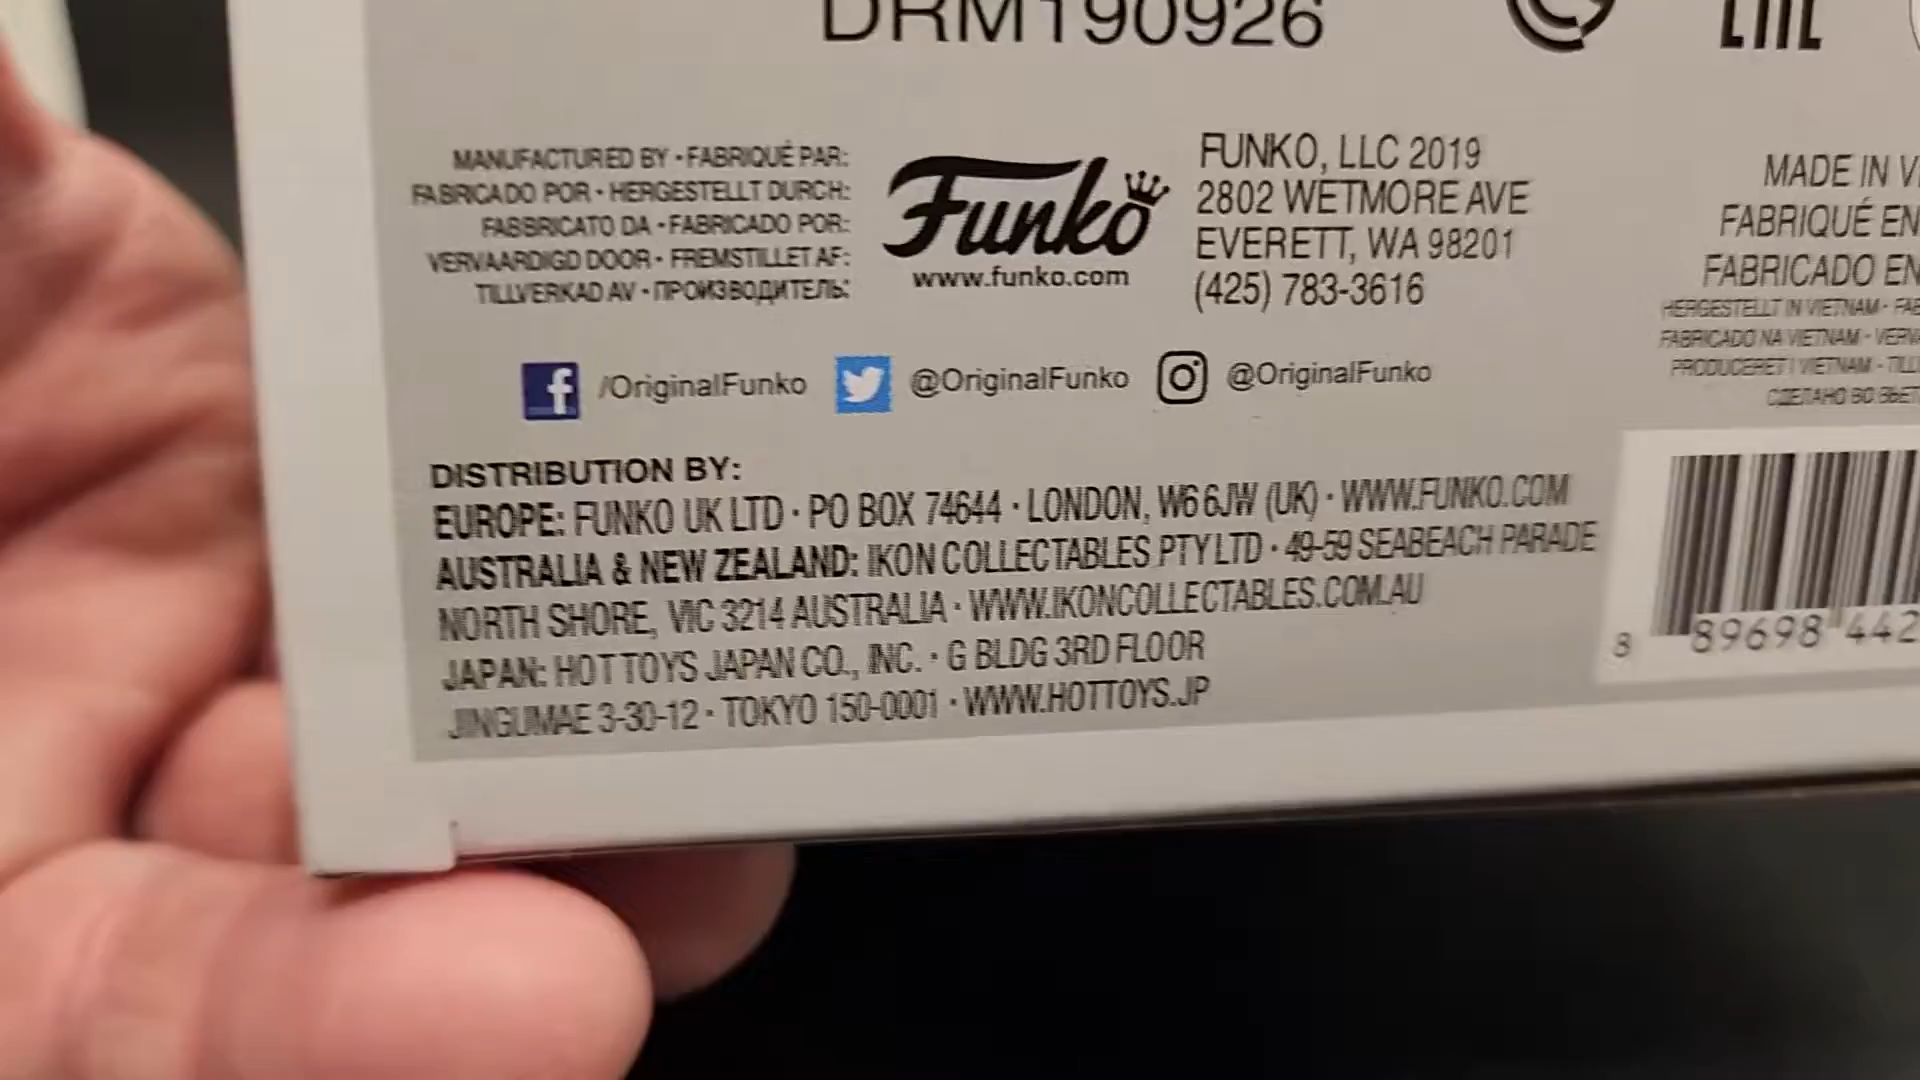 DRM190926
EHC
MANUFACTURED BY • FABRIQUÉ PAR:
FABRICADO POR • HERGESTELLT DURCH:
FABBRICATO DA • FABRICADO POR:
VERVAARDIGD DOOR • FREMSTILLET AF:
TILLVERKAD AV • ПРОИЗВОДИТЕЛЬ:
Funko
www.funko.com
FUNKO, LLC 2019
2802 WETMORE AVE
EVERETT, WA 98201
(425) 783-3616
MADE IN V
FABRIQUÉ EN
FABRICADO EN
HERGESTELLT IN VIETNAM • FAB
FABRICADO NA VIETNAM • VERV
PRODUCERET I VIETNAM • TILL
СДЕЛАНО ВО ВЬЕТ
/OriginalFunko @OriginalFunko @OriginalFunko
DISTRIBUTION BY:
EUROPE: FUNKO UK LTD • PO BOX 74644 • LONDON, W6 6JW (UK) • WWW.FUNKO.COM
AUSTRALIA & NEW ZEALAND: IKON COLLECTABLES PTY LTD • 49-59 SEABEACH PARADE
NORTH SHORE, VIC 3214 AUSTRALIA • WWW.IKONCOLLECTABLES.COM.AU
JAPAN: HOT TOYS JAPAN CO., INC. • G BLDG 3RD FLOOR
JINGUMAE 3-30-12 • TOKYO 150-0001 • WWW.HOTTOYS.JP
8 89698 442